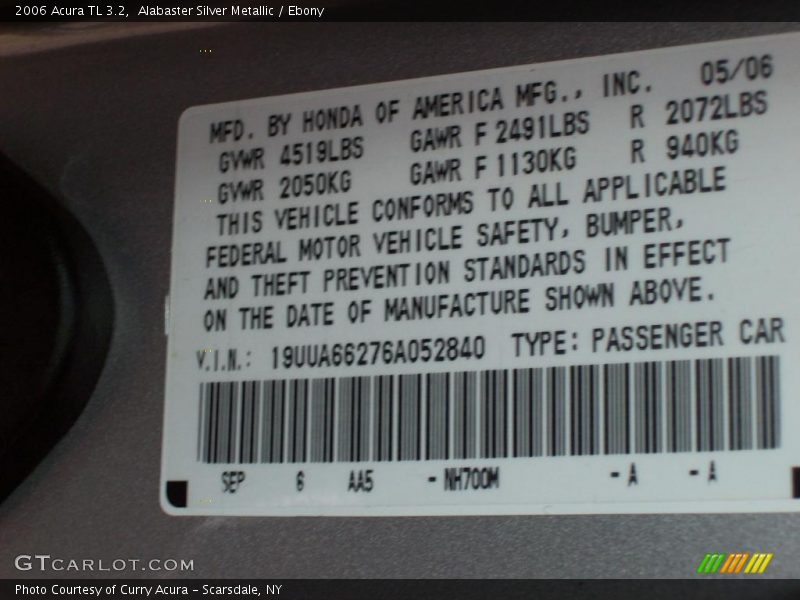 2006 Acura TL 3.2,  Alabaster Silver Metallic / Ebony
MFD. BY HONDA OF AMERICA MFG., INC. 05/06
GVWR 4519LBS GAWR F 2491LBS R 2072LBS
GVWR 2050KG GAWR F 1130KG R 940KG
THIS VEHICLE CONFORMS TO ALL APPLICABLE
FEDERAL MOTOR VEHICLE SAFETY, BUMPER,
AND THEFT PREVENTION STANDARDS IN EFFECT
ON THE DATE OF MANUFACTURE SHOWN ABOVE.
V.I.N.: 19UUA66276A052840 TYPE: PASSENGER CAR
SEP 6 AA5 -NH700M -A -A
GTCARLOT.COM
Photo Courtesy of Curry Acura - Scarsdale, NY